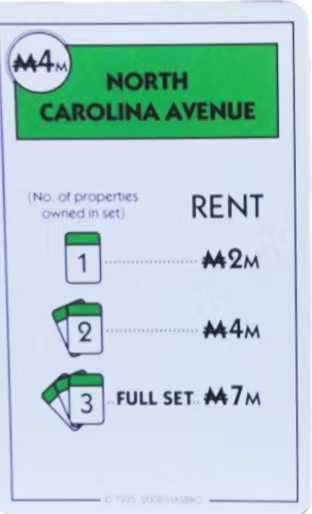 ₩4M
NORTH
CAROLINA AVENUE
(No. of properties
owned in set)
RENT
1 ₩2M
2 ₩4M
3 FULL SET ₩7M
© 1935, 2008 HASBRO